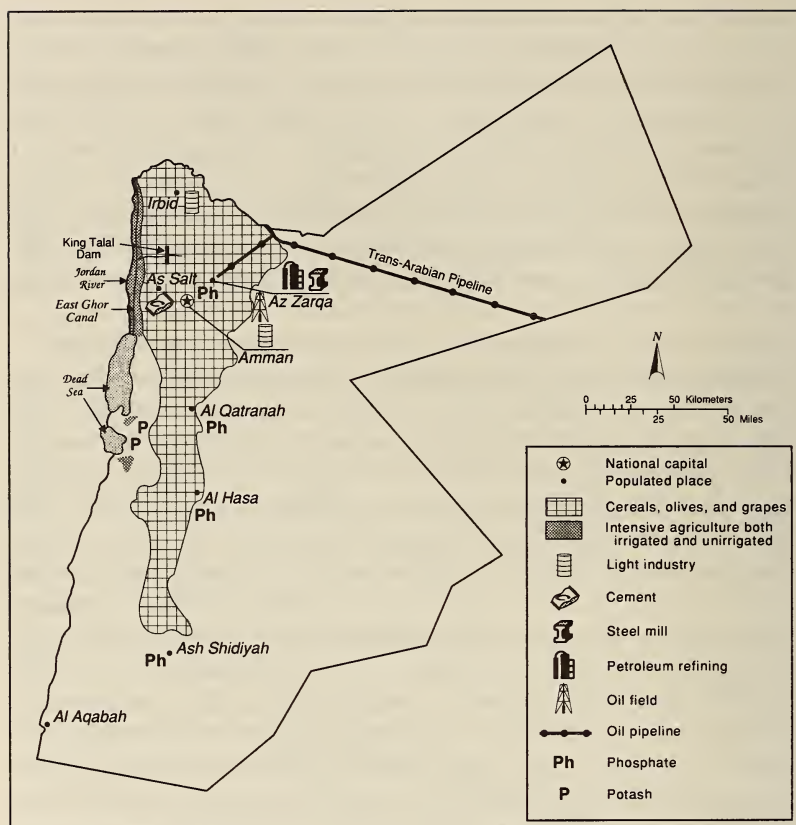 Irbid
King Talal
Dam
Jordan
River
As Salt
East Ghor
Canal
Ph
Az Zarqa
Trans-Arabian Pipeline
Amman
N
Dead
Sea
0 25 50 Kilometers
0 25 50 Miles
Al Qatranah
Ph
P
P
Al Hasa
Ph
Ph
Ash Shidiyah
Al Aqabah
National capital
Populated place
Cereals, olives, and grapes
Intensive agriculture both
irrigated and unirrigated
Light industry
Cement
Steel mill
Petroleum refining
Oil field
Oil pipeline
Ph Phosphate
P Potash